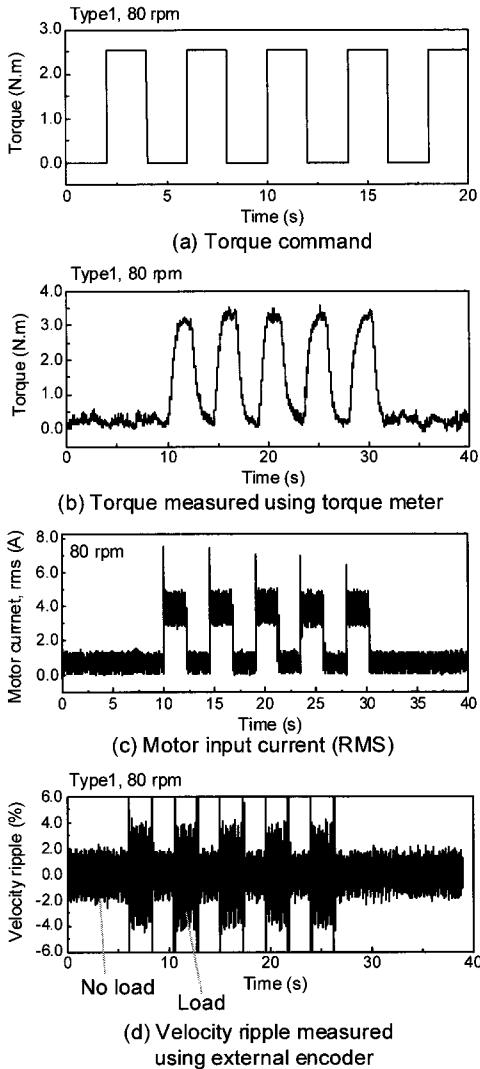 Type1, 80 rpm
3.0
2.0
1.0
0.0
Torque (N.m)
0 5 10 15 20
Time (s)
(a) Torque command
Type1, 80 rpm
4.0
3.0
2.0
1.0
0.0
Torque (N.m)
0 10 20 30 40
Time (s)
(b) Torque measured using torque meter
80 rpm
8.0
6.0
4.0
2.0
0.0
Motor currnet, rms (A)
0 5 10 15 20 25 30 35 40
Time (s)
(c) Motor input current (RMS)
Type1, 80 rpm
6.0
4.0
2.0
0.0
-2.0
-4.0
-6.0
Velocity ripple (%)
0 10 20 30 40
No load
Load
Time (s)
(d) Velocity ripple measured
using external encoder